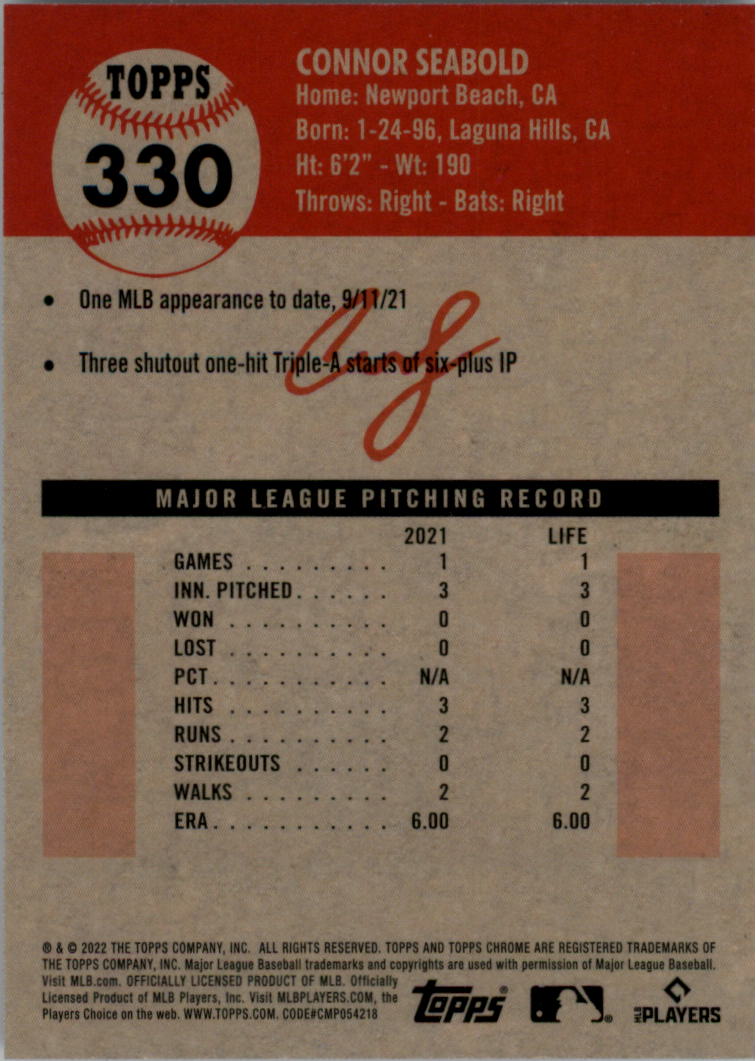 TOPPS
330
CONNOR SEABOLD
Home: Newport Beach, CA
Born: 1-24-96, Laguna Hills, CA
Ht: 6'2" - Wt: 190
Throws: Right - Bats: Right
• One MLB appearance to date, 9/11/21
• Three shutout one-hit Triple-A starts of six-plus IP
MAJOR LEAGUE PITCHING RECORD
2021 LIFE
GAMES . . . . . . . . . . 1 1
INN. PITCHED . . . . . . 3 3
WON . . . . . . . . . . . 0 0
LOST . . . . . . . . . . . 0 0
PCT. . . . . . . . . . . . N/A N/A
HITS . . . . . . . . . . . 3 3
RUNS . . . . . . . . . . . 2 2
STRIKEOUTS . . . . . . 0 0
WALKS . . . . . . . . . . 2 2
ERA . . . . . . . . . . . . 6.00 6.00
® & © 2022 THE TOPPS COMPANY, INC. ALL RIGHTS RESERVED. TOPPS AND TOPPS CHROME ARE REGISTERED TRADEMARKS OF
THE TOPPS COMPANY, INC. Major League Baseball trademarks and copyrights are used with permission of Major League Baseball.
Visit MLB.com. OFFICIALLY LICENSED PRODUCT OF MLB. Officially
Licensed Product of MLB Players, Inc. Visit MLBPLAYERS.COM, the
Players Choice on the web. WWW.TOPPS.COM. CODE#CMP054218
TOPPS® ® MLB PLAYERS